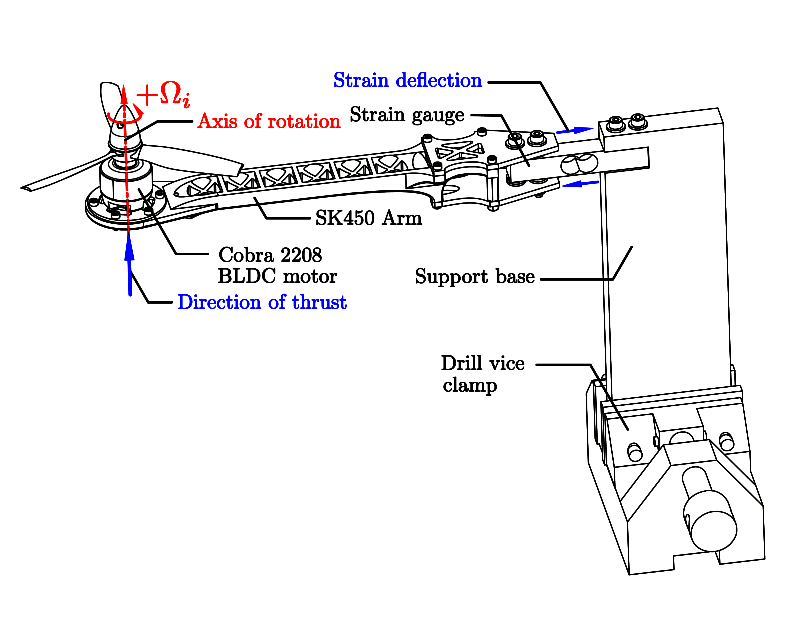 Strain deflection
+Ωi
Axis of rotation
Strain gauge
SK450 Arm
Cobra 2208
BLDC motor
Support base
Direction of thrust
Drill vice
clamp